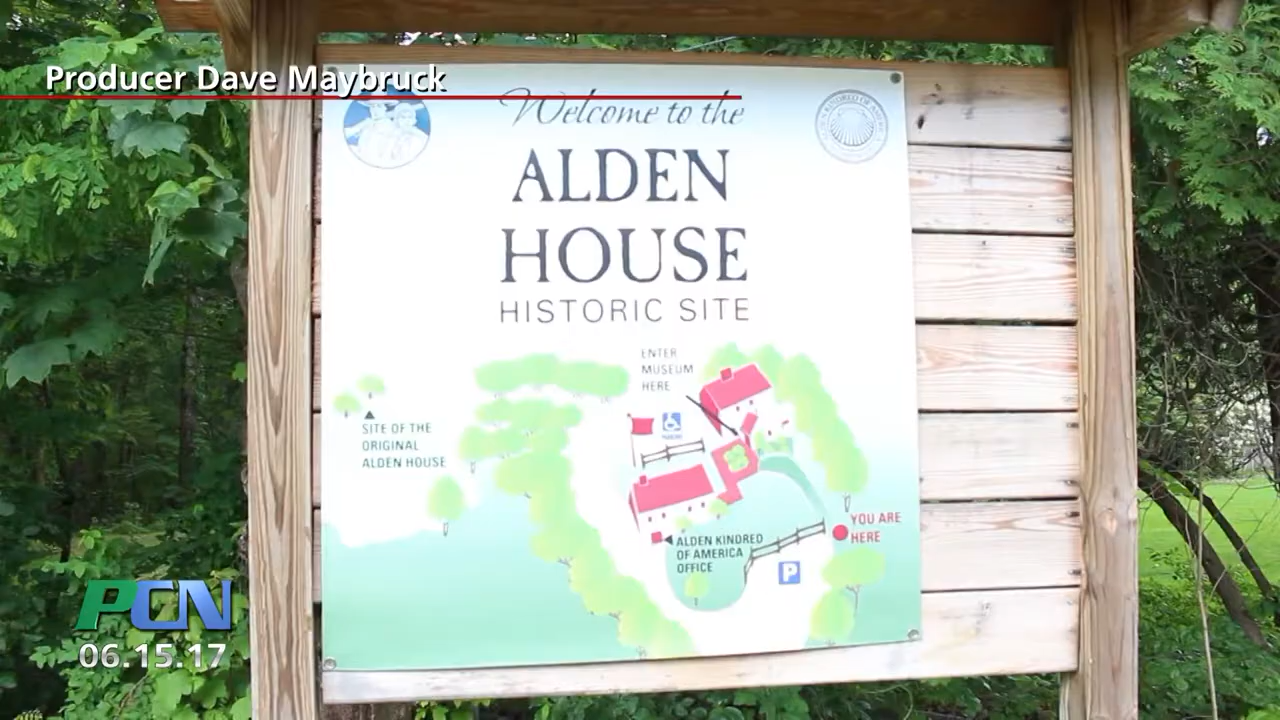 Producer Dave Maybruck
Welcome to the
ALDEN
HOUSE
HISTORIC SITE
ENTER
MUSEUM
HERE
SITE OF THE
ORIGINAL
ALDEN HOUSE
YOU ARE
HERE
ALDEN KINDRED
OF AMERICA
OFFICE
P
PCN
06.15.17